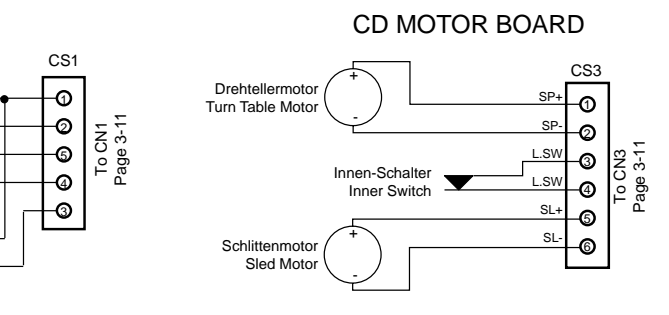 CD MOTOR BOARD
CS1
1
2
5
4
3
To CN1
Page 3-11
Drehtellermotor
Turn Table Motor
+
-
Innen-Schalter
Inner Switch
Schlittenmotor
Sled Motor
+
-
CS3
SP+
1
SP-
2
L.SW
3
L.SW
4
SL+
5
SL-
6
To CN3
Page 3-11